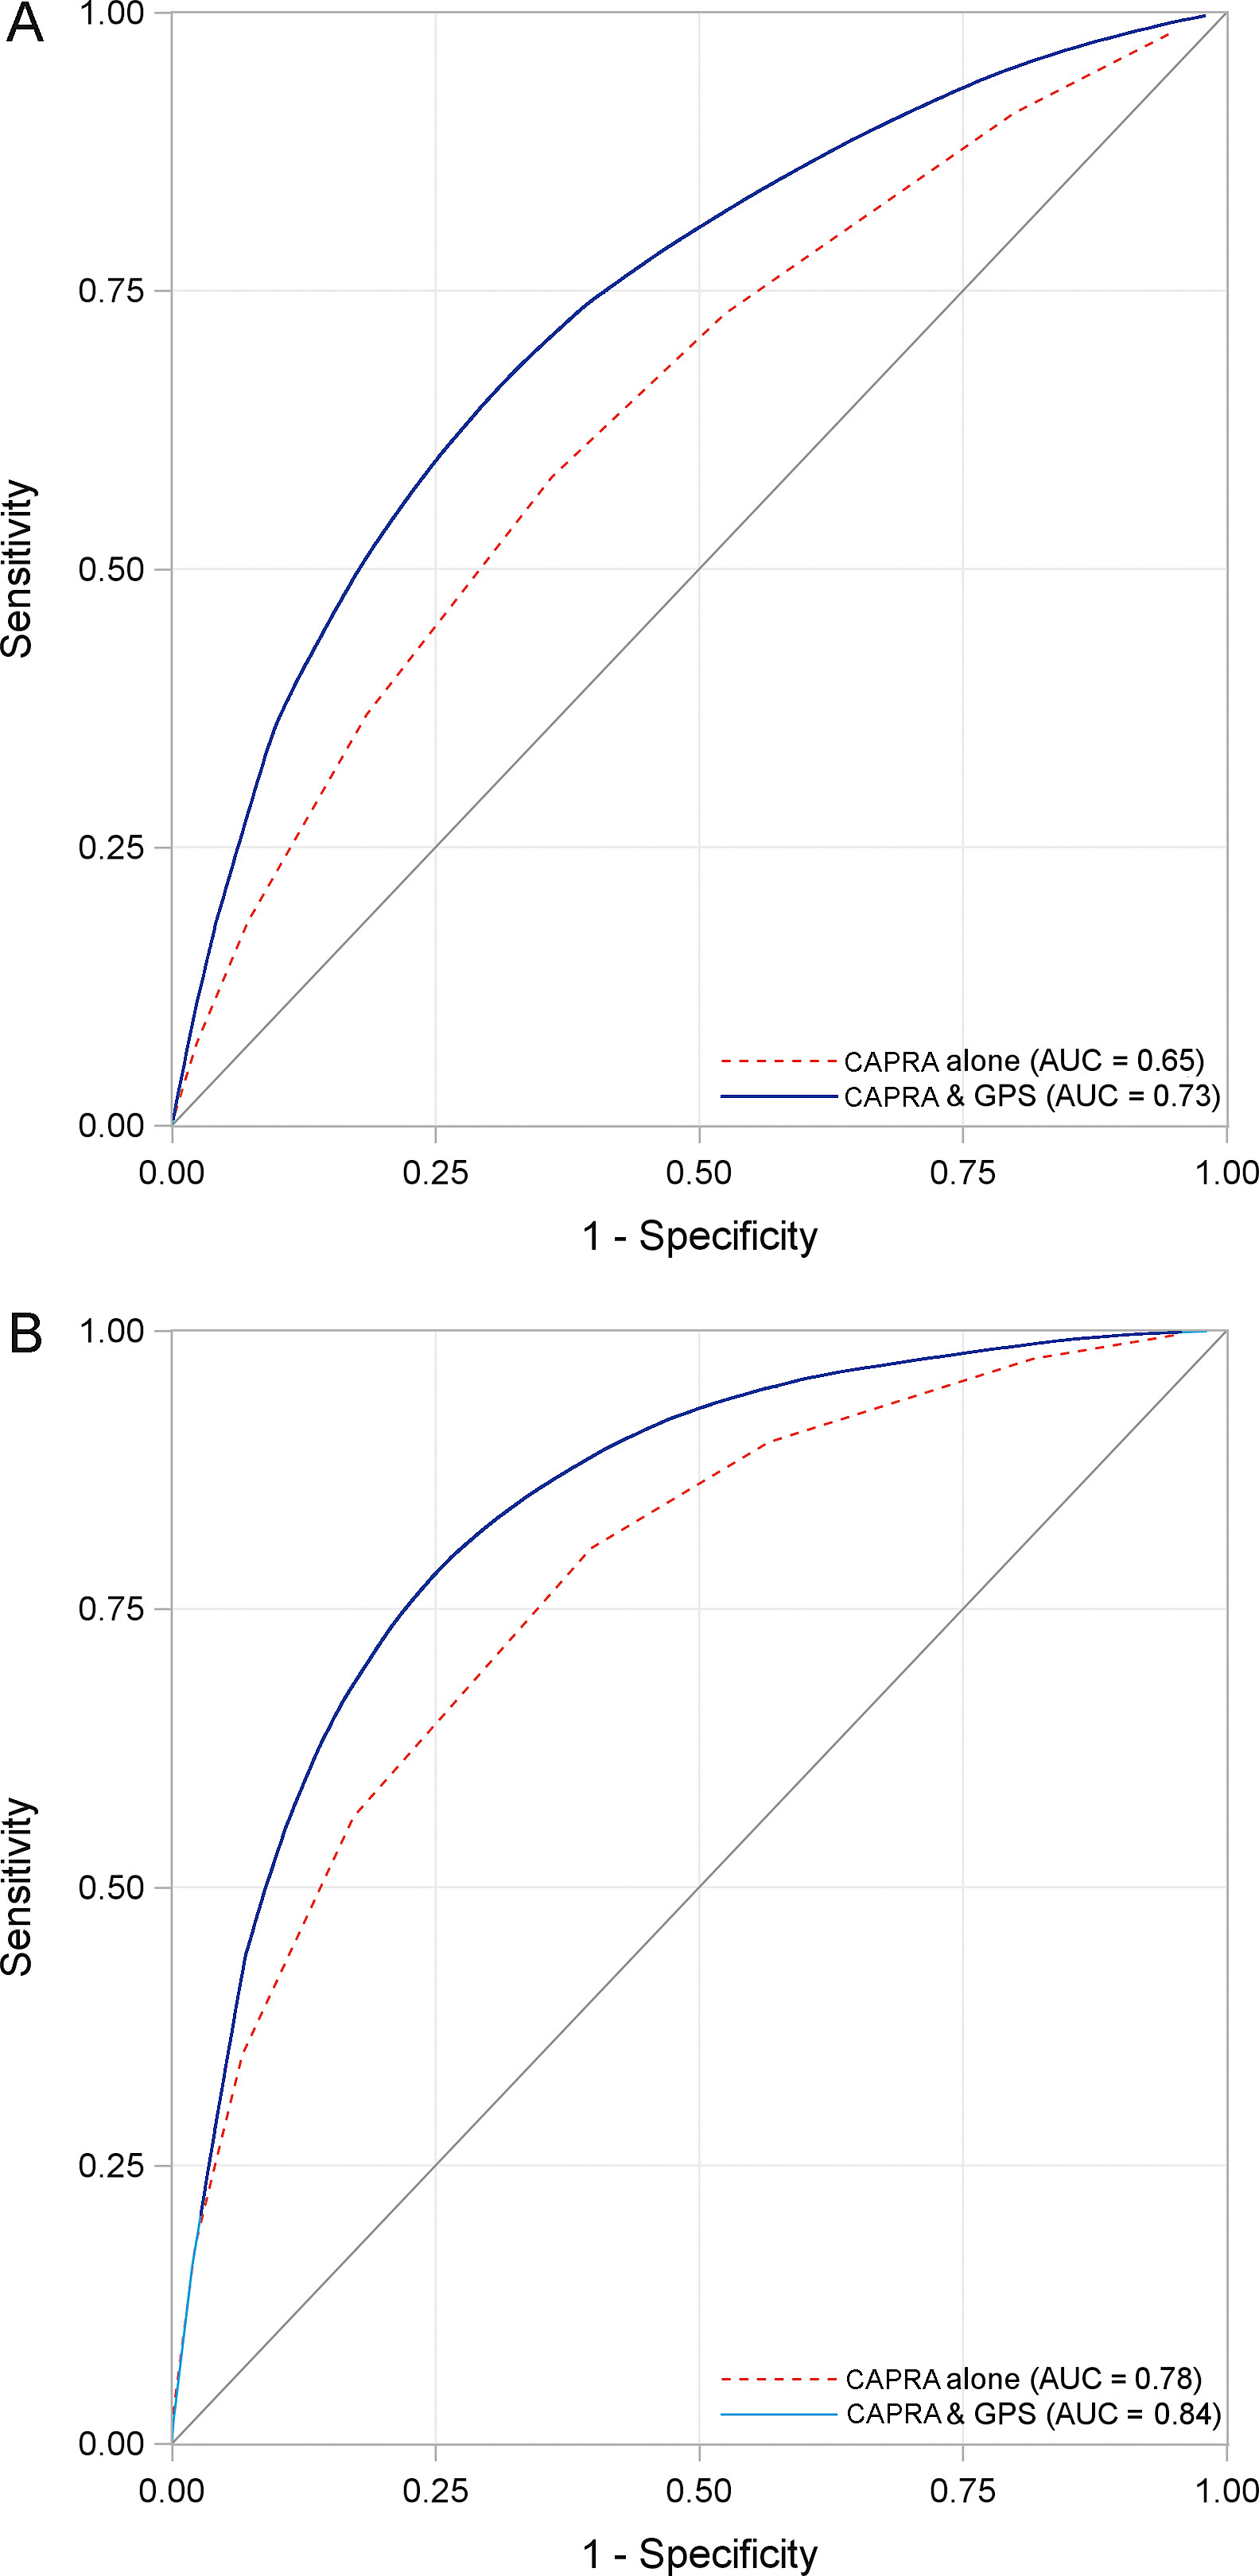 A
1.00
0.75
0.50
0.25
0.00
Sensitivity
0.00 0.25 0.50 0.75 1.00
1 - Specificity
CAPRA alone (AUC = 0.65)
CAPRA & GPS (AUC = 0.73)
B
1.00
0.75
0.50
0.25
0.00
Sensitivity
0.00 0.25 0.50 0.75 1.00
1 - Specificity
CAPRA alone (AUC = 0.78)
CAPRA & GPS (AUC = 0.84)